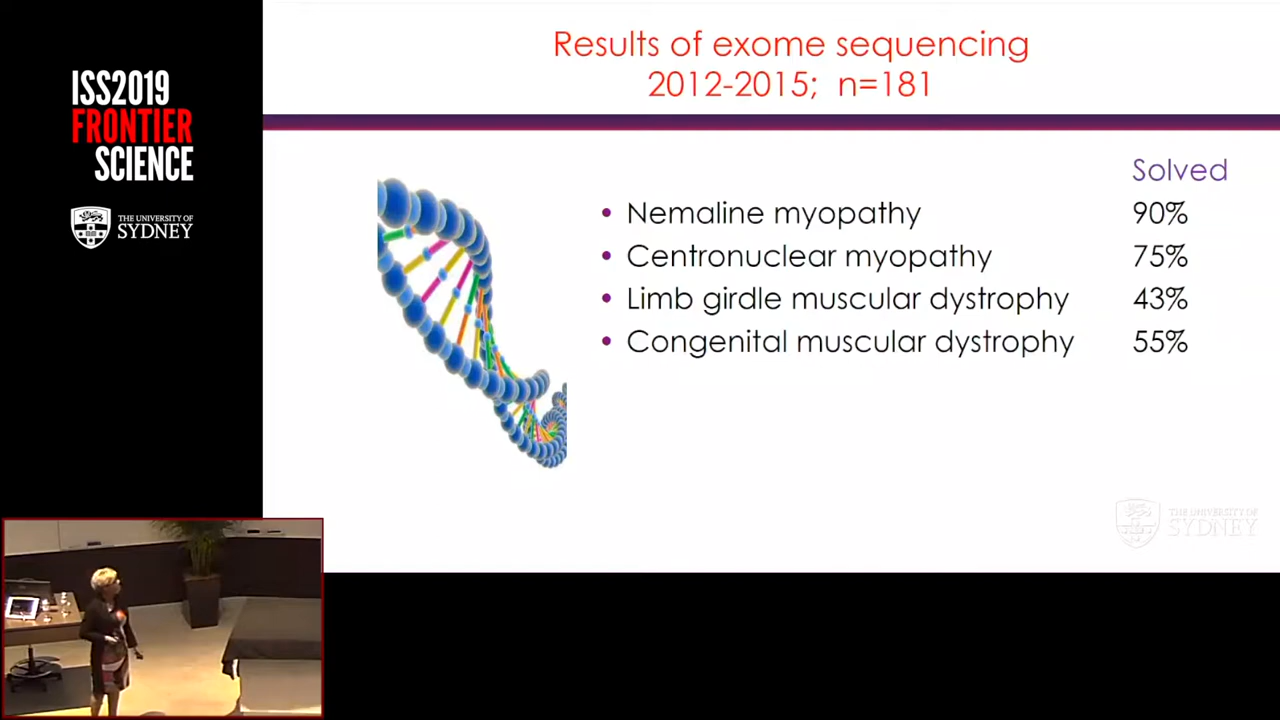 ISS2019
FRONTIER
SCIENCE
THE UNIVERSITY OF
SYDNEY
Results of exome sequencing
2012-2015; n=181
Solved
• Nemaline myopathy 90%
• Centronuclear myopathy 75%
• Limb girdle muscular dystrophy 43%
• Congenital muscular dystrophy 55%
THE UNIVERSITY OF
SYDNEY